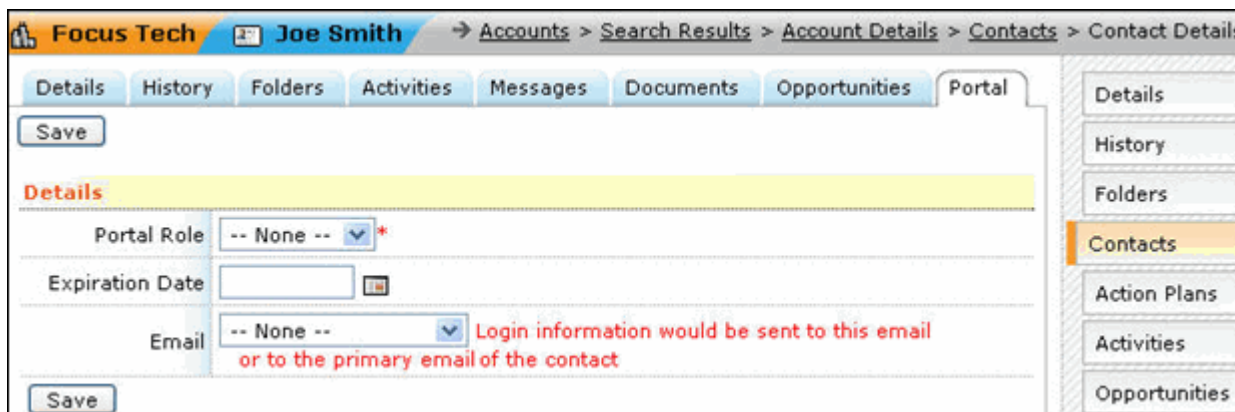 Focus Tech Joe Smith → Accounts > Search Results > Account Details > Contacts > Contact Details
Details History Folders Activities Messages Documents Opportunities Portal
Save
Details
Portal Role -- None -- *
Expiration Date
Email -- None -- Login information would be sent to this email
or to the primary email of the contact
Save
Details
History
Folders
Contacts
Action Plans
Activities
Opportunities